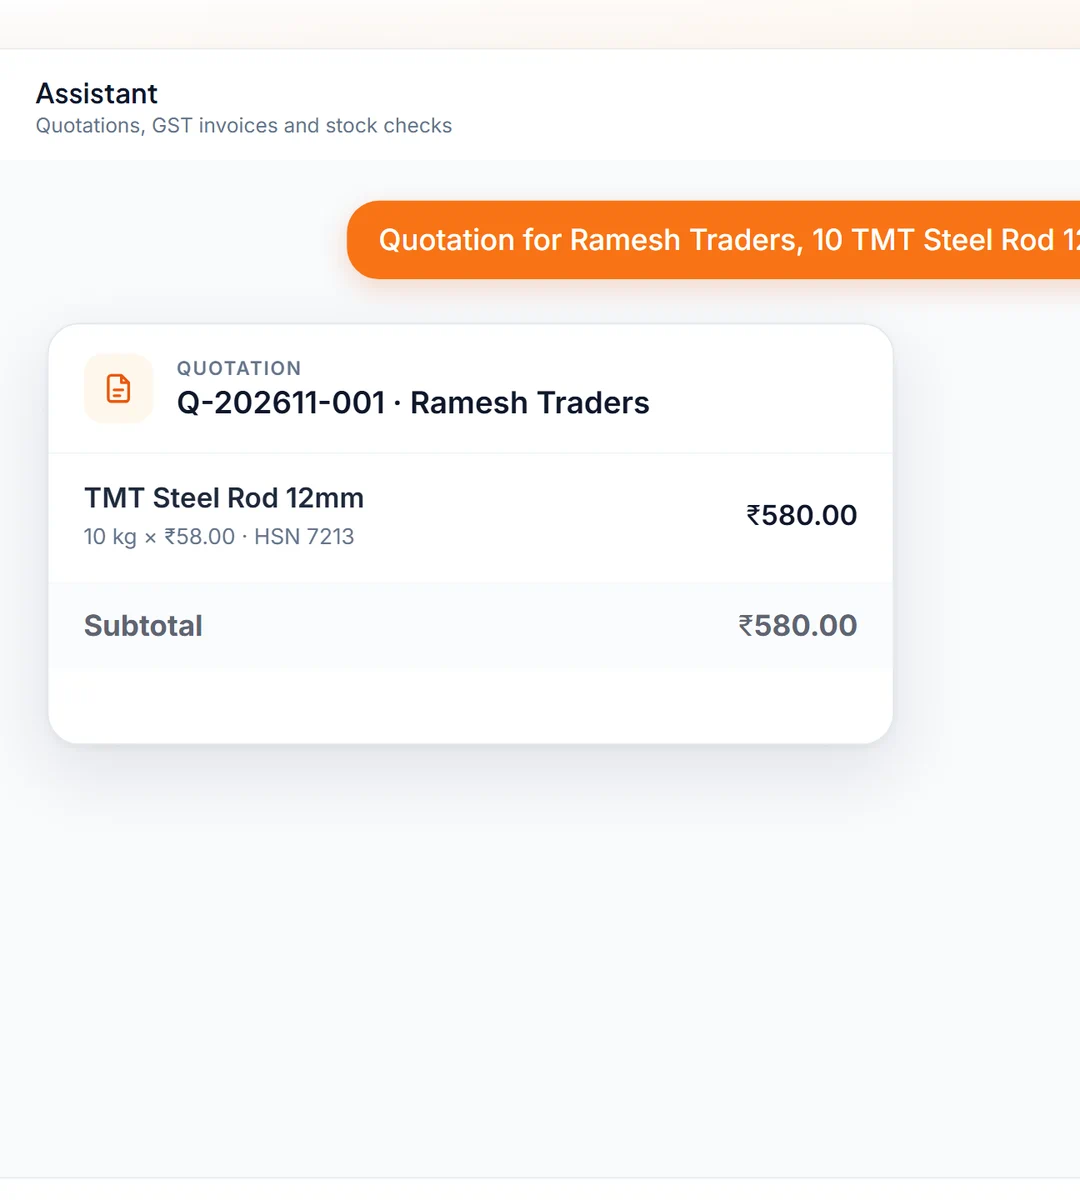 Assistant
Quotations, GST invoices and stock checks
Quotation for Ramesh Traders, 10 TMT Steel Rod
QUOTATION
Q-202611-001 · Ramesh Traders
TMT Steel Rod 12mm
₹580.00
10 kg × ₹58.00 · HSN 7213
Subtotal
₹580.00